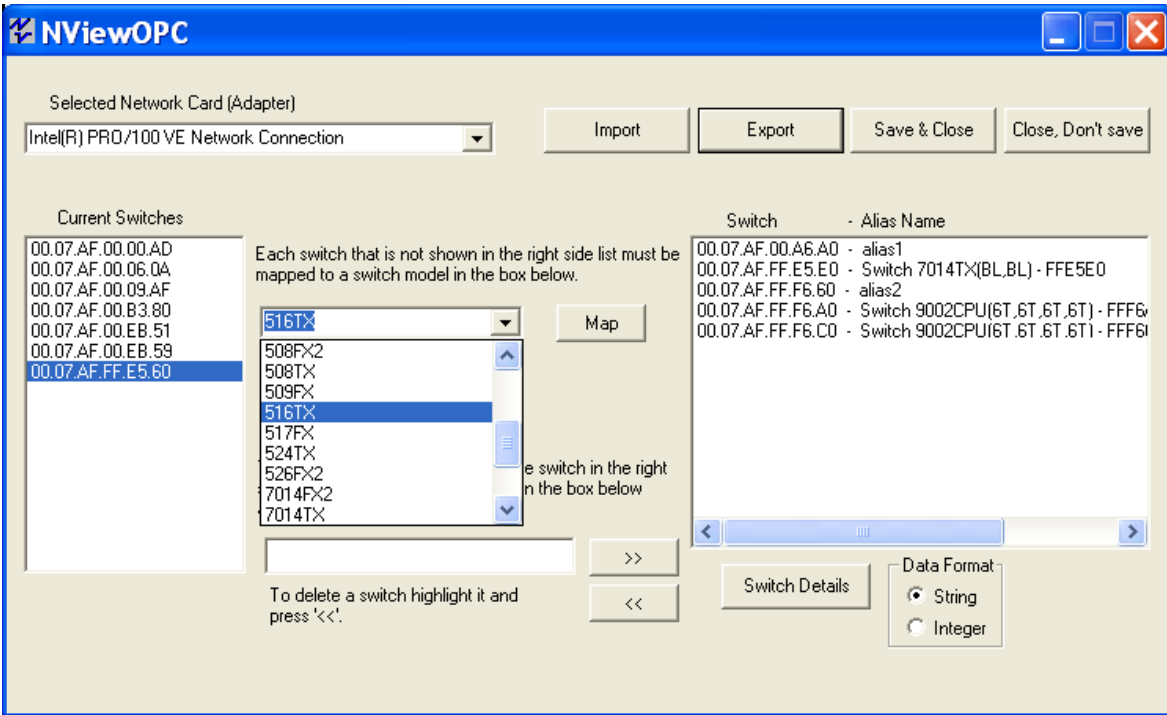 NViewOPC
Selected Network Card (Adapter)
Intel(R) PRO/100 VE Network Connection
Import
Export
Save & Close
Close, Don't save
Current Switches
00.07.AF.00.00.AD
00.07.AF.00.06.0A
00.07.AF.00.09.AF
00.07.AF.00.B3.80
00.07.AF.00.EB.51
00.07.AF.00.EB.59
00.07.AF.FF.E5.60
Each switch that is not shown in the right side list must be
mapped to a switch model in the box below.
516TX
Map
508FX2
508TX
509FX
516TX
517FX
524TX
526FX2
7014FX2
7014TX
e switch in the right
n the box below
>>
To delete a switch highlight it and
press '<<'.
<<
Switch - Alias Name
00.07.AF.00.A6.A0 - alias1
00.07.AF.FF.E5.E0 - Switch 7014TX(BL,BL) - FFE5E0
00.07.AF.FF.F6.60 - alias2
00.07.AF.FF.F6.A0 - Switch 9002CPU(6T,6T,6T,6T) - FFF6
00.07.AF.FF.F6.C0 - Switch 9002CPU(6T,6T,6T,6T) - FFF6
Switch Details
Data Format
String
Integer